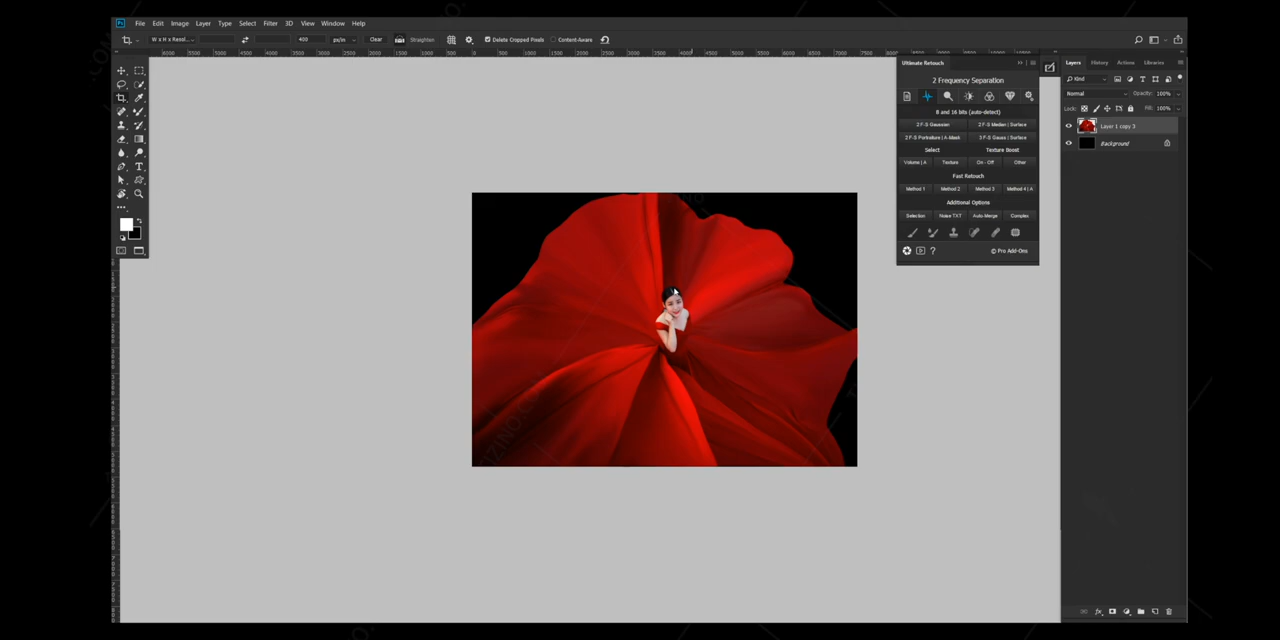 Ps File Edit Image Layer Type Select Filter 3D View Window Help
W x H x Resol... 400 px/in Clear Straighten Delete Cropped Pixels Content-Aware
Ultimate Retouch
2 Frequency Separation
8 and 16 bits (auto-detect)
2 F-S Gaussian 2 F-S Median | Surface
2 F-S Portraiture | A-Mask 3 F-S Gauss | Surface
Select Texture Boost
Volume | A Texture On - Off Other
Fast Retouch
Method 1 Method 2 Method 3 Method 4 | A
Additional Options
Selection Noise TXT Auto-Merge Complex
? © Pro Add-Ons
Layers History Actions Libraries
Kind
Normal Opacity: 100%
Lock: Fill: 100%
Layer 1 copy 3
Background
fx